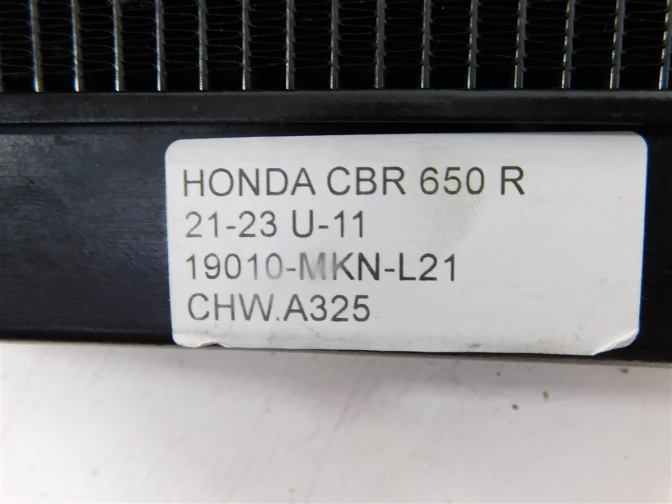 HONDA CBR 650 R
21-23 U-11
19010-MKN-L21
CHW.A325